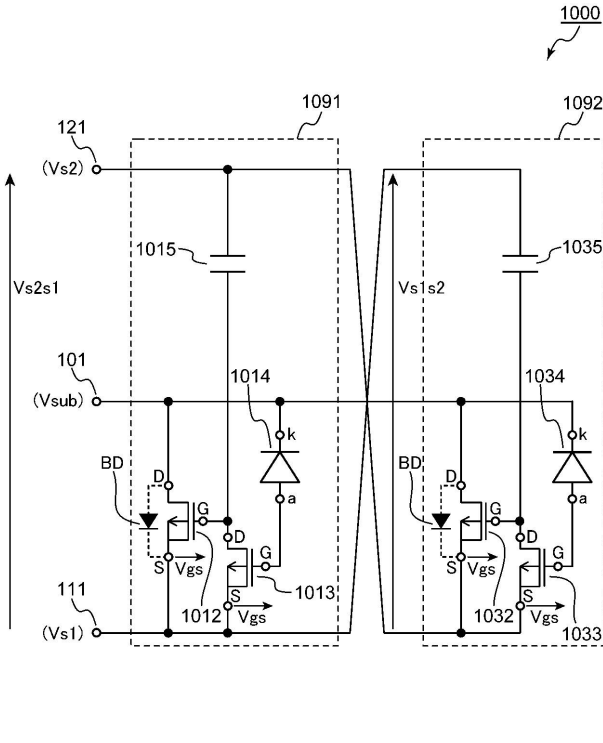 1000
1091
1092
121
(Vs2)
1015
1035
Vs2s1
Vs1s2
101
(Vsub)
1014
1034
k
k
BD
D
a
BD
D
a
G
D
G
G
D
G
S
Vgs
S
Vgs
1012
S
Vgs
1013
1032
S
Vgs
1033
111
(Vs1)